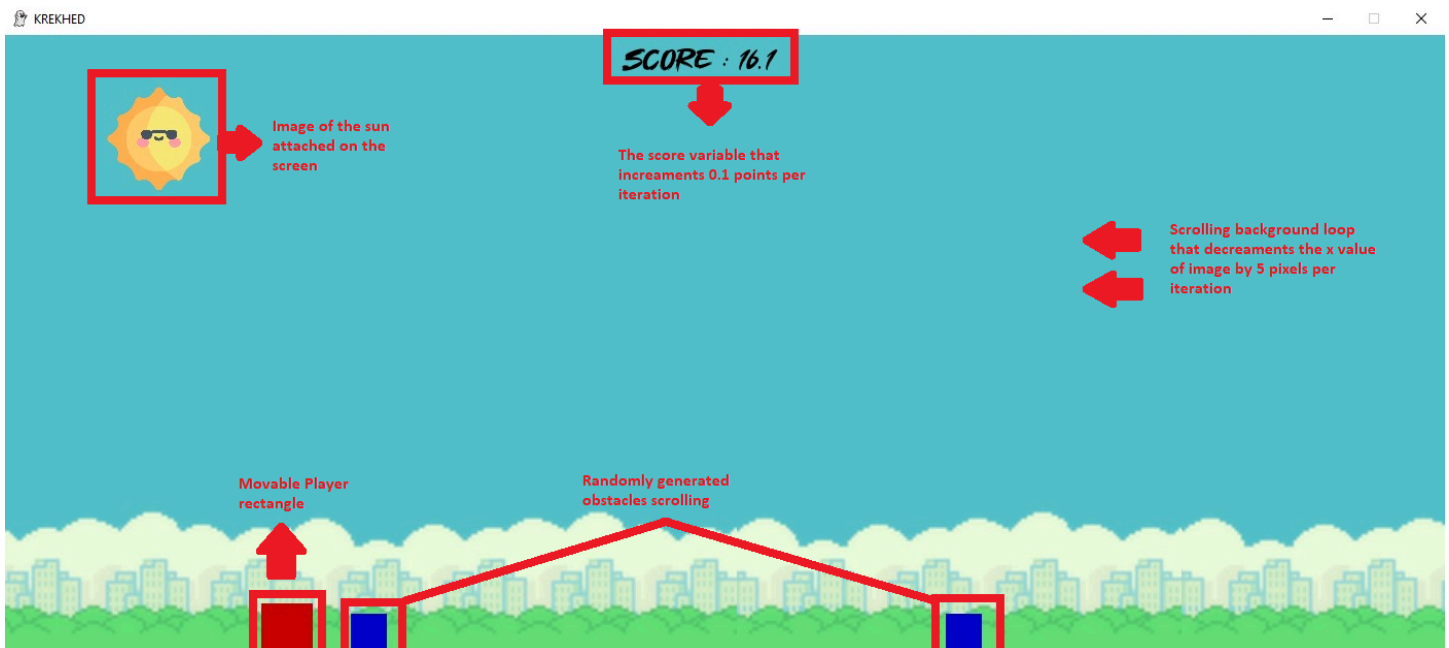 KREKHED
SCORE : 16.1
Image of the sun
attached on the
screen
The score variable that
increaments 0.1 points per
iteration
Scrolling background loop
that decreaments the x value
of image by 5 pixels per
iteration
Movable Player
rectangle
Randomly generated
obstacles scrolling